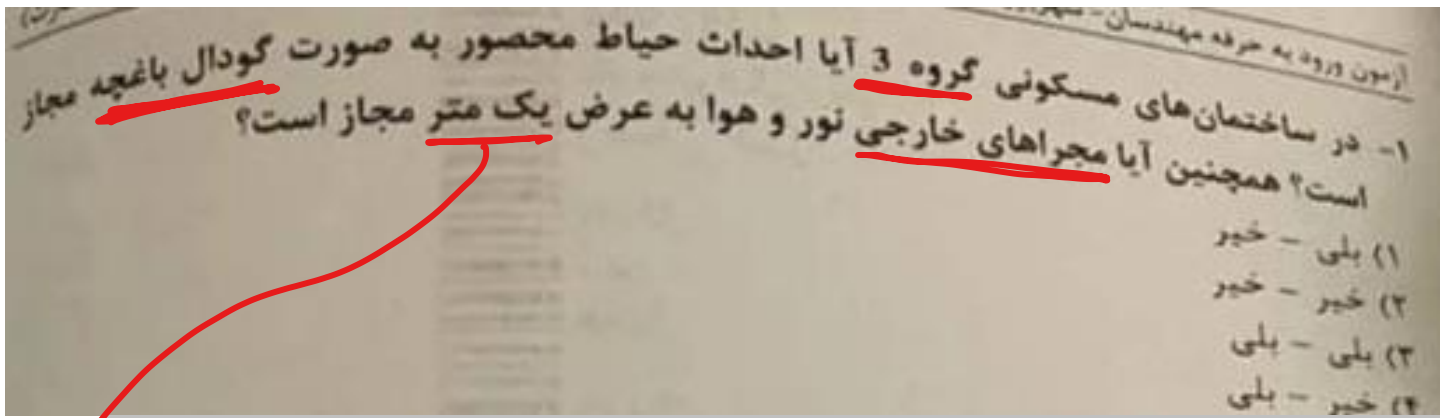 آزمون ورود به حرفه مهندسان -
۱- در ساختمان‌های مسکونی گروه 3 آیا احداث حیاط محصور به صورت گودال باغچه مجاز
است؟ همچنین آیا مجراهای خارجی نور و هوا به عرض یک متر مجاز است؟
۱) بلی - خیر
۲) خیر - خیر
۳) بلی - بلی
۴) خیر - بلی